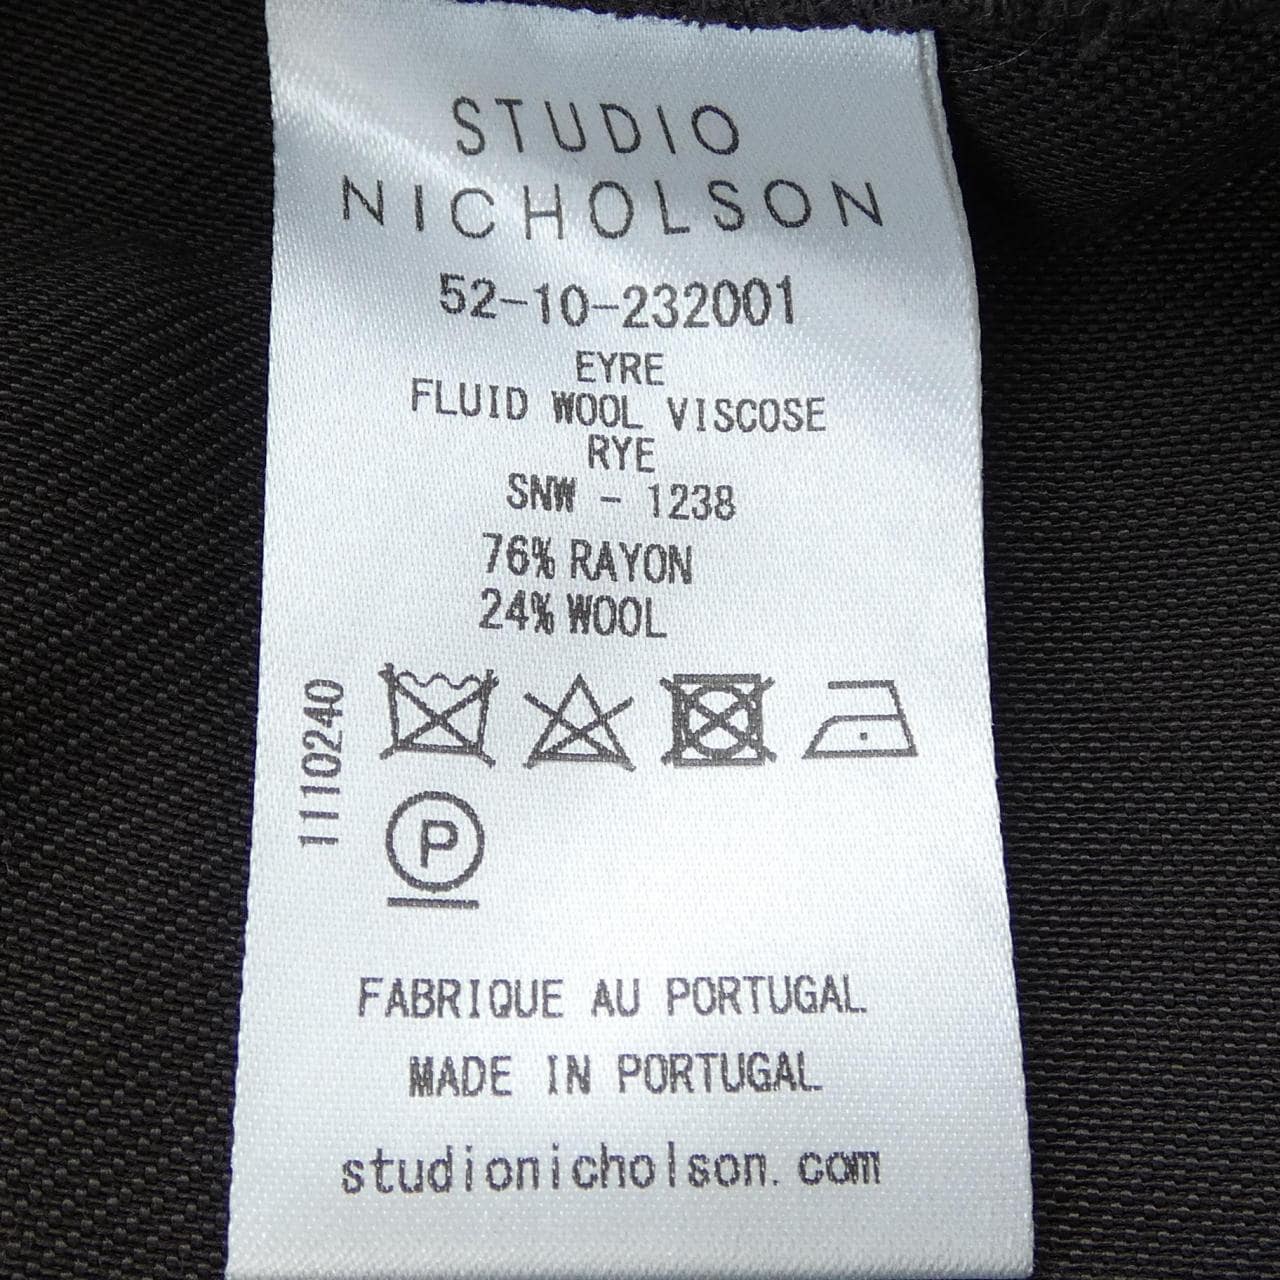 STUDIO
NICHOLSON
52-10-232001
EYRE
FLUID WOOL VISCOSE
RYE
SNW - 1238
76% RAYON
24% WOOL
1110240
P
FABRIQUE AU PORTUGAL
MADE IN PORTUGAL
studionicholson.com